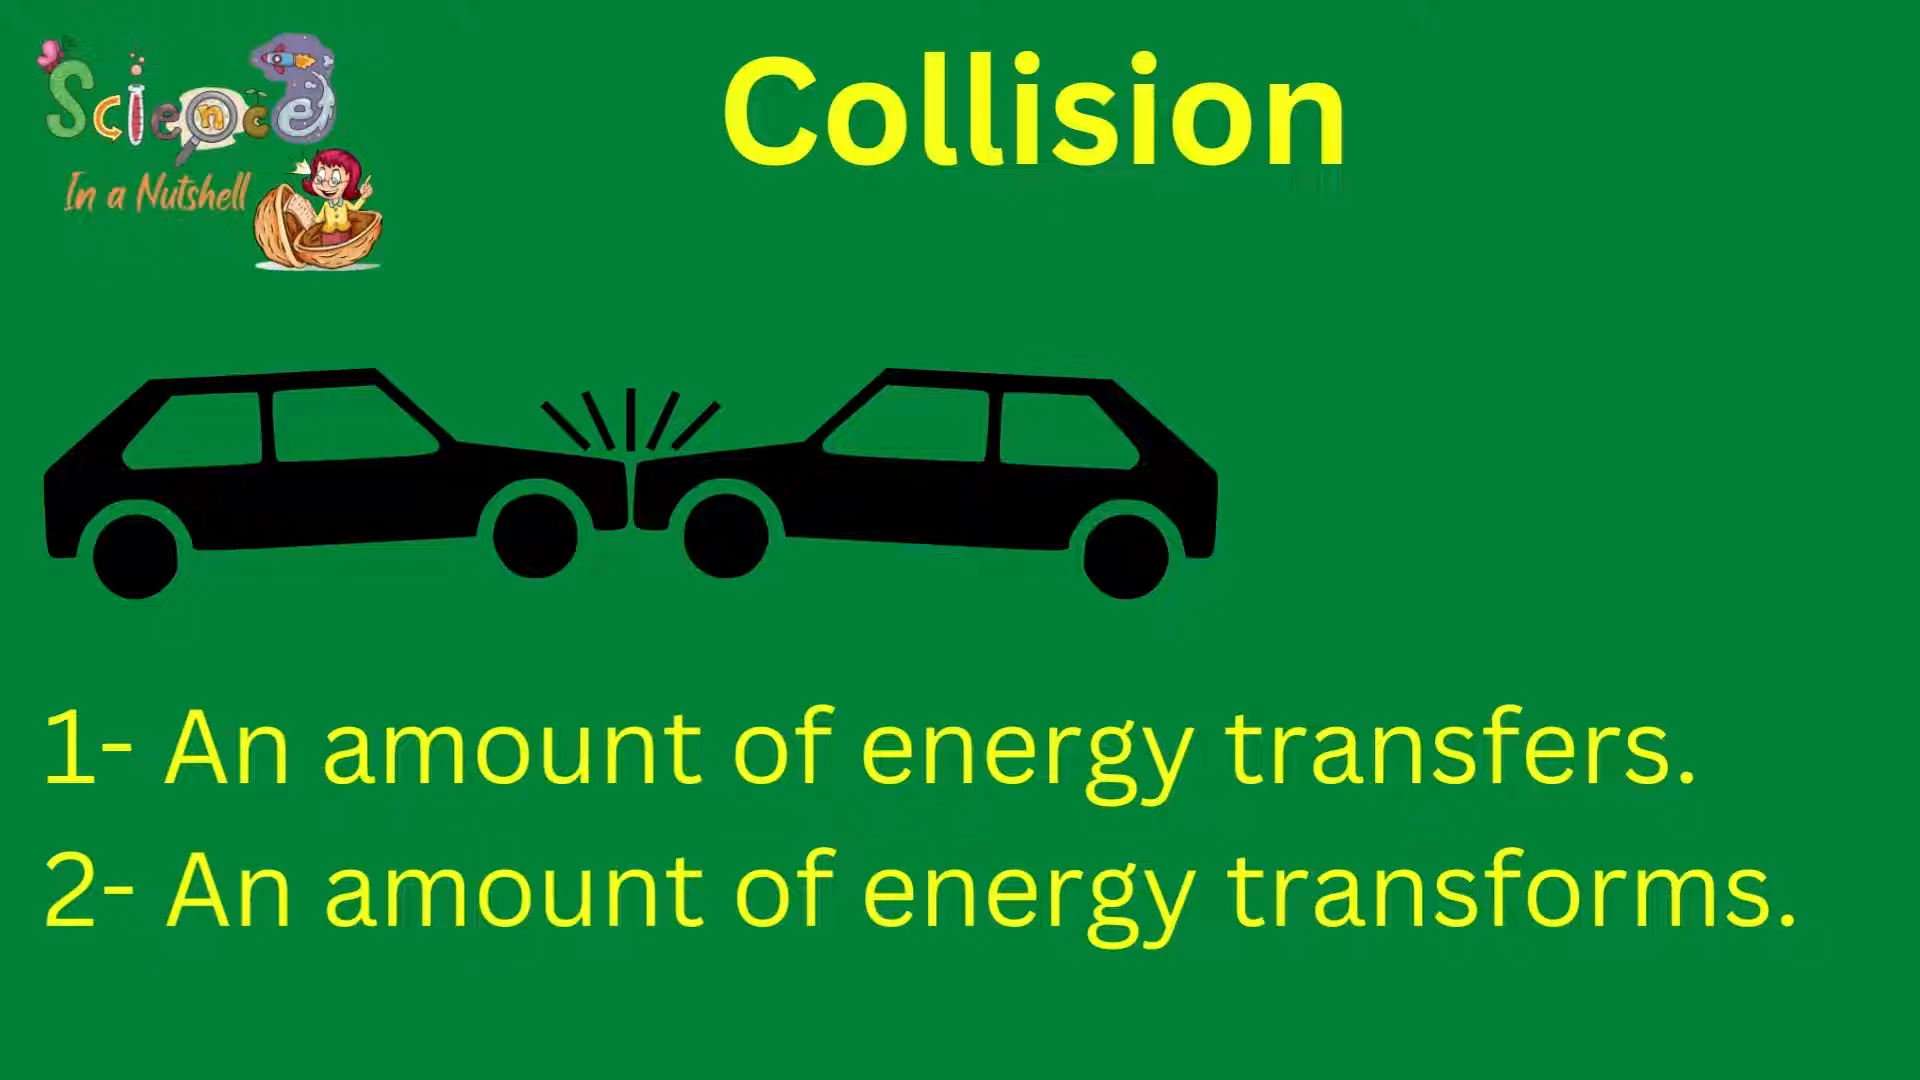 Science
In a Nutshell
Collision
1- An amount of energy transfers.
2- An amount of energy transforms.